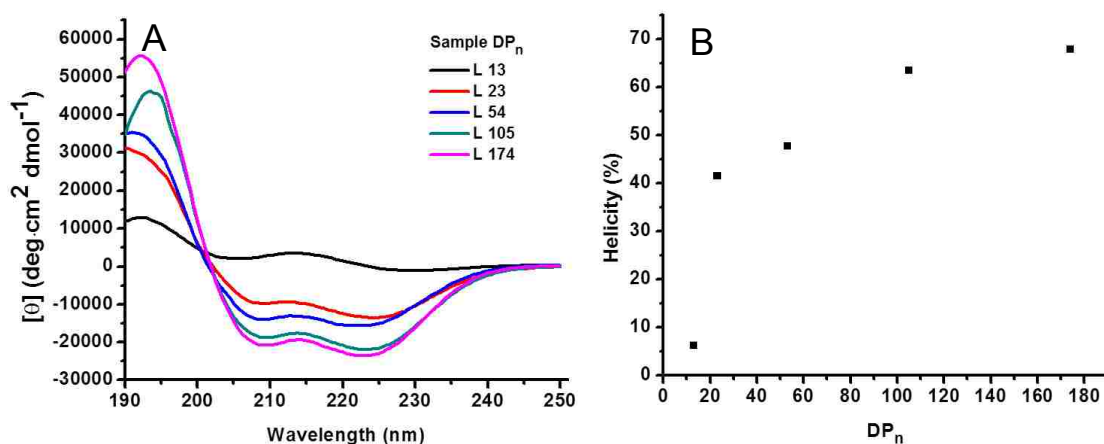 A
60000
50000
40000
30000
20000
10000
0
-10000
-20000
-30000
[θ] (deg·cm² dmol⁻¹)
190 200 210 220 230 240 250
Wavelength (nm)
Sample DPₙ
L 13
L 23
L 54
L 105
L 174
B
70
60
50
40
30
20
10
0
Helicity (%)
0 20 40 60 80 100 120 140 160 180
DPₙ